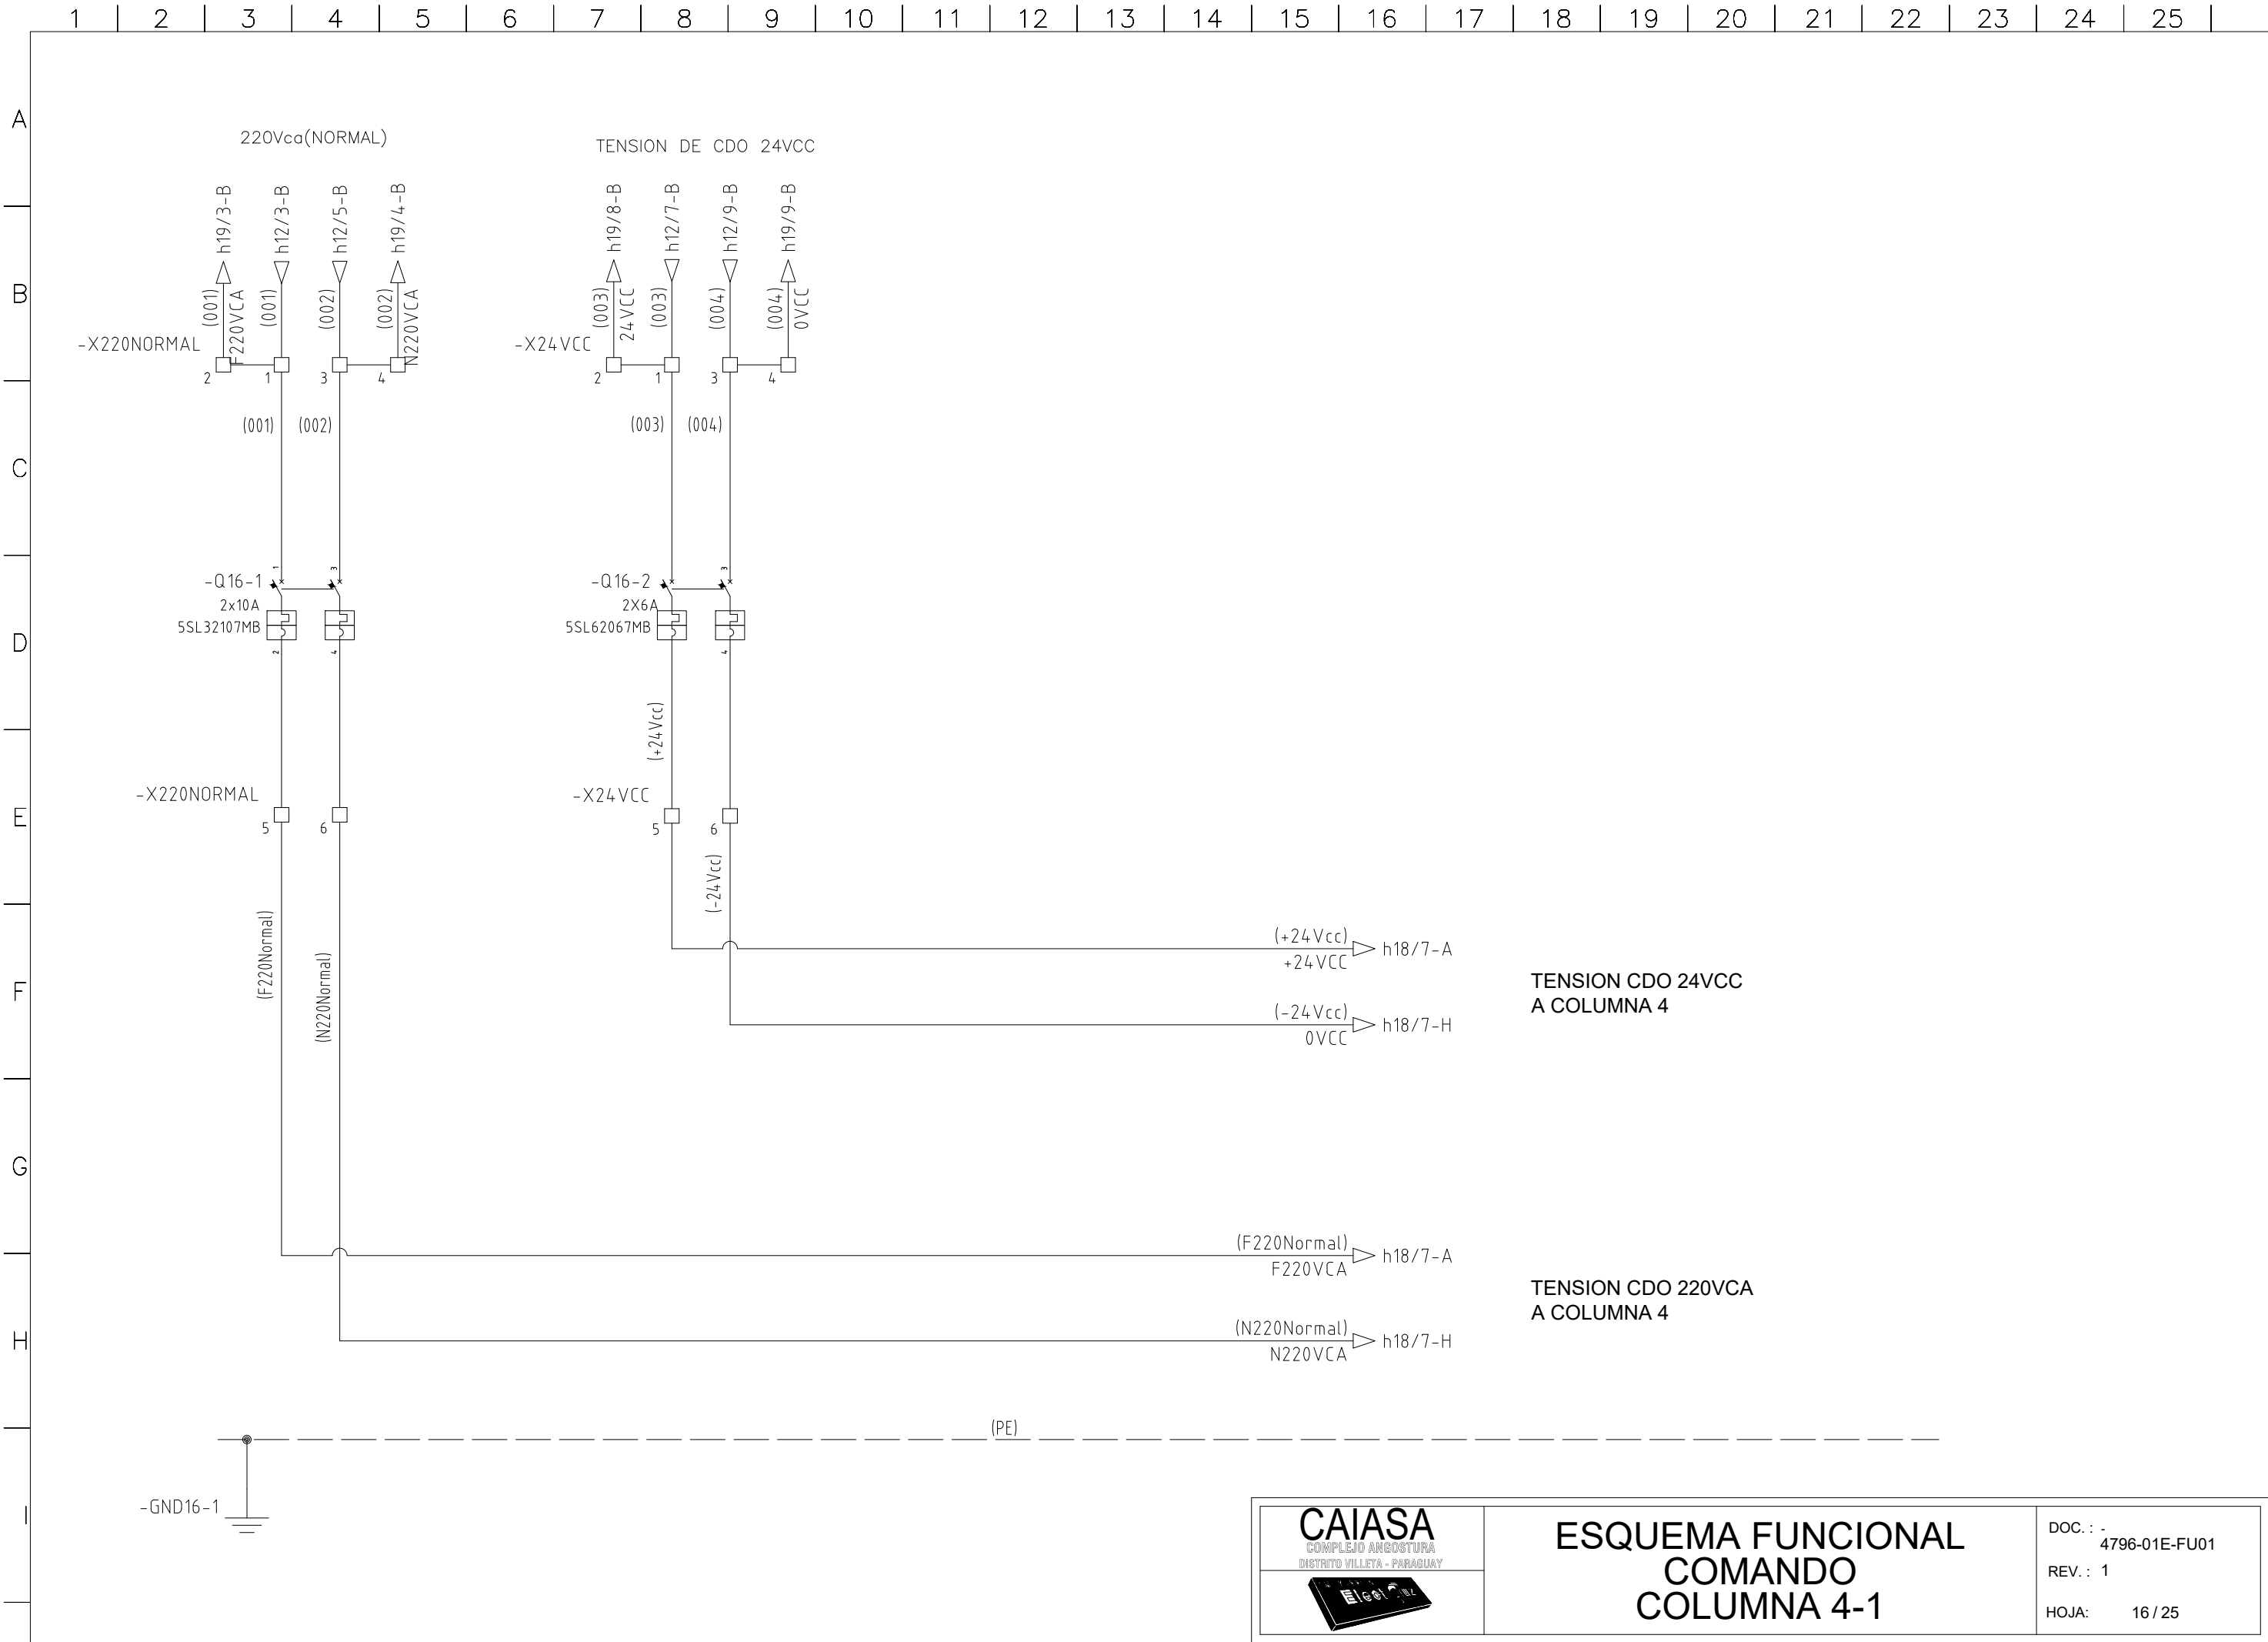 1 2 3 4 5 6 7 8 9 10 11 12 13 14 15 16 17 18 19 20 21 22 23 24 25
A
220Vca(NORMAL)
TENSION DE CDO 24VCC
h19/3-B
h12/3-B
h12/5-B
h19/4-B
h19/8-B
h12/7-B
h12/9-B
h19/9-B
B
(001)
F220VCA
(001)
(002)
(002)
N220VCA
(003)
24VCC
(003)
(004)
(004)
0VCC
-X220NORMAL
-X24VCC
2 1 3 4
2 1 3 4
(001) (002)
(003) (004)
C
1 3
3
-Q16-1
2x10A
5SL32107MB
-Q16-2
2X6A
5SL62067MB
D
2 4
4
(+24Vcc)
-X220NORMAL
-X24VCC
E
5 6
5 6
(-24Vcc)
(F220Normal)
(N220Normal)
(+24Vcc)
+24VCC
h18/7-A
F
TENSION CDO 24VCC
A COLUMNA 4
(-24Vcc)
0VCC
h18/7-H
G
(F220Normal)
F220VCA
h18/7-A
TENSION CDO 220VCA
A COLUMNA 4
H
(N220Normal)
N220VCA
h18/7-H
(PE)
I
-GND16-1
CAIASA
COMPLEJO ANGOSTURA
DISTRITO VILLETA - PARAGUAY
ESQUEMA FUNCIONAL
COMANDO
COLUMNA 4-1
DOC. : -
4796-01E-FU01
REV. : 1
HOJA: 16 / 25